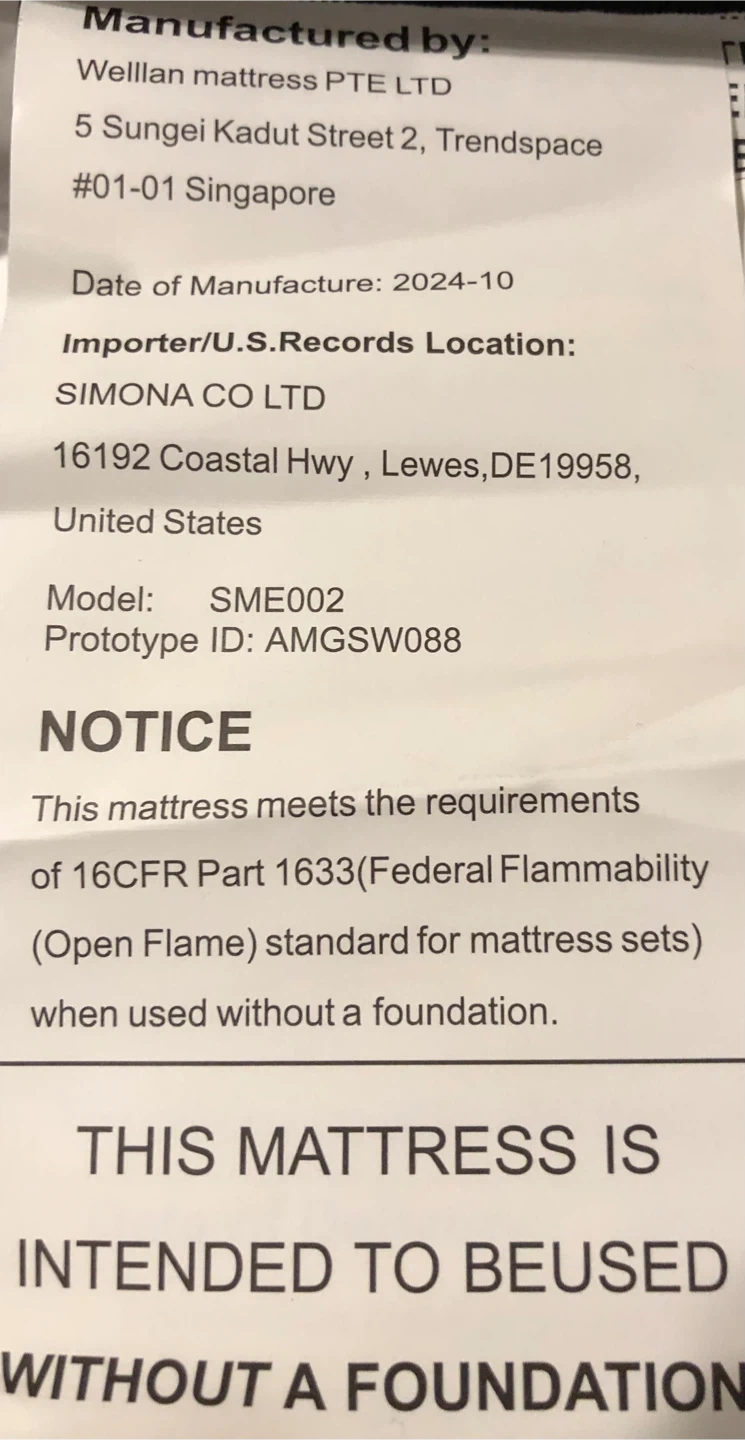 Manufactured by:
Welllan mattress PTE LTD
5 Sungei Kadut Street 2, Trendspace
#01-01 Singapore
Date of Manufacture: 2024-10
Importer/U.S.Records Location:
SIMONA CO LTD
16192 Coastal Hwy , Lewes,DE19958,
United States
Model: SME002
Prototype ID: AMGSW088
NOTICE
This mattress meets the requirements
of 16CFR Part 1633(Federal Flammability
(Open Flame) standard for mattress sets)
when used without a foundation.
THIS MATTRESS IS
INTENDED TO BEUSED
WITHOUT A FOUNDATION